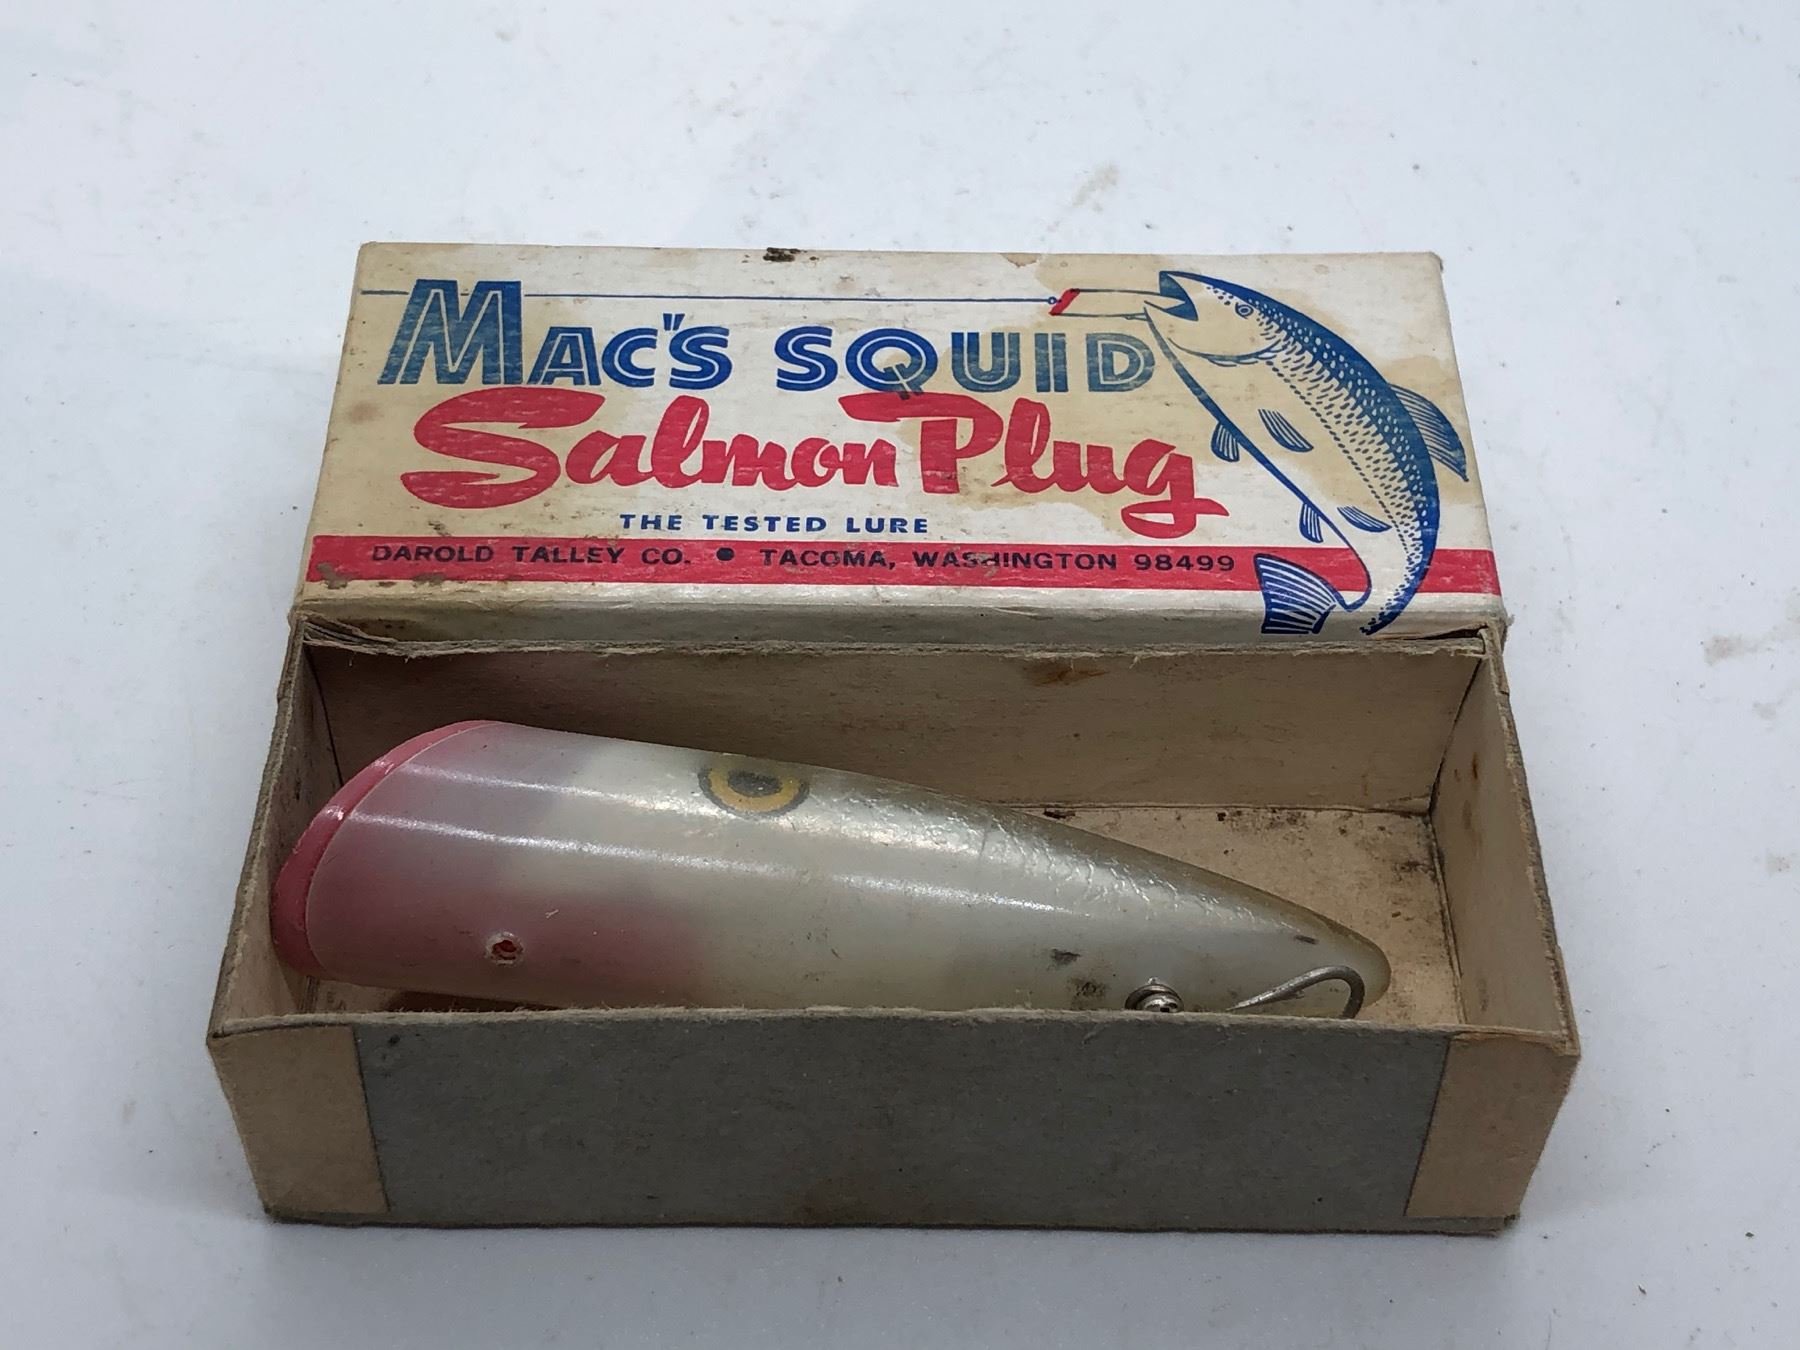 MAC'S SQUID
Salmon Plug
THE TESTED LURE
DAROLD TALLEY CO. • TACOMA, WASHINGTON 98499